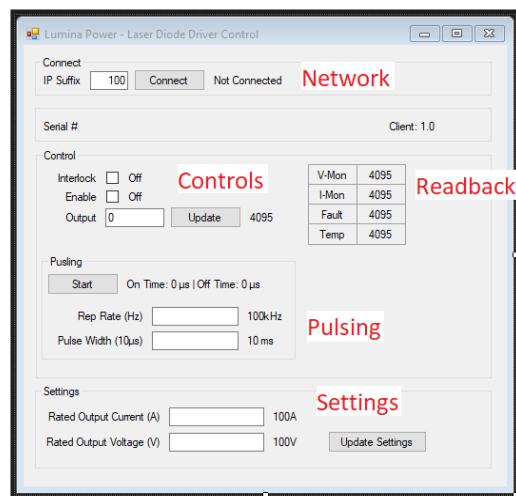 Lumina Power - Laser Diode Driver Control
Connect
IP Suffix 100 Connect Not Connected Network
Serial # Client: 1.0
Control
Interlock Off Controls V-Mon 4095 Readback
Enable Off I-Mon 4095
Output 0 Update 4095 Fault 4095
Temp 4095
Pusling
Start On Time: 0 µs | Off Time: 0 µs
Rep Rate (Hz) 100kHz
Pulsing
Pulse Width (10µs) 10 ms
Settings
Settings
Rated Output Current (A) 100A
Rated Output Voltage (V) 100V Update Settings